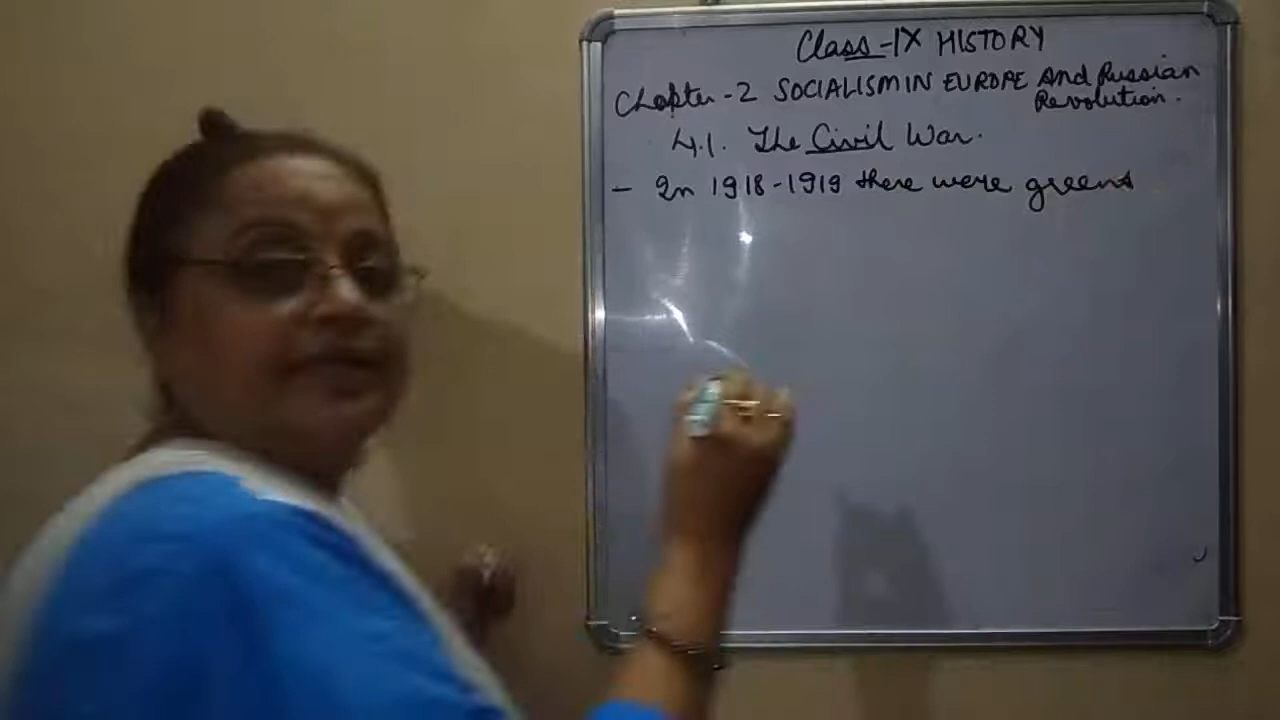 Class-IX HISTORY
Chapter-2 SOCIALISM IN EUROPE And Russian
Revolution.
4.1. The Civil War.
- In 1918-1919 there were greens